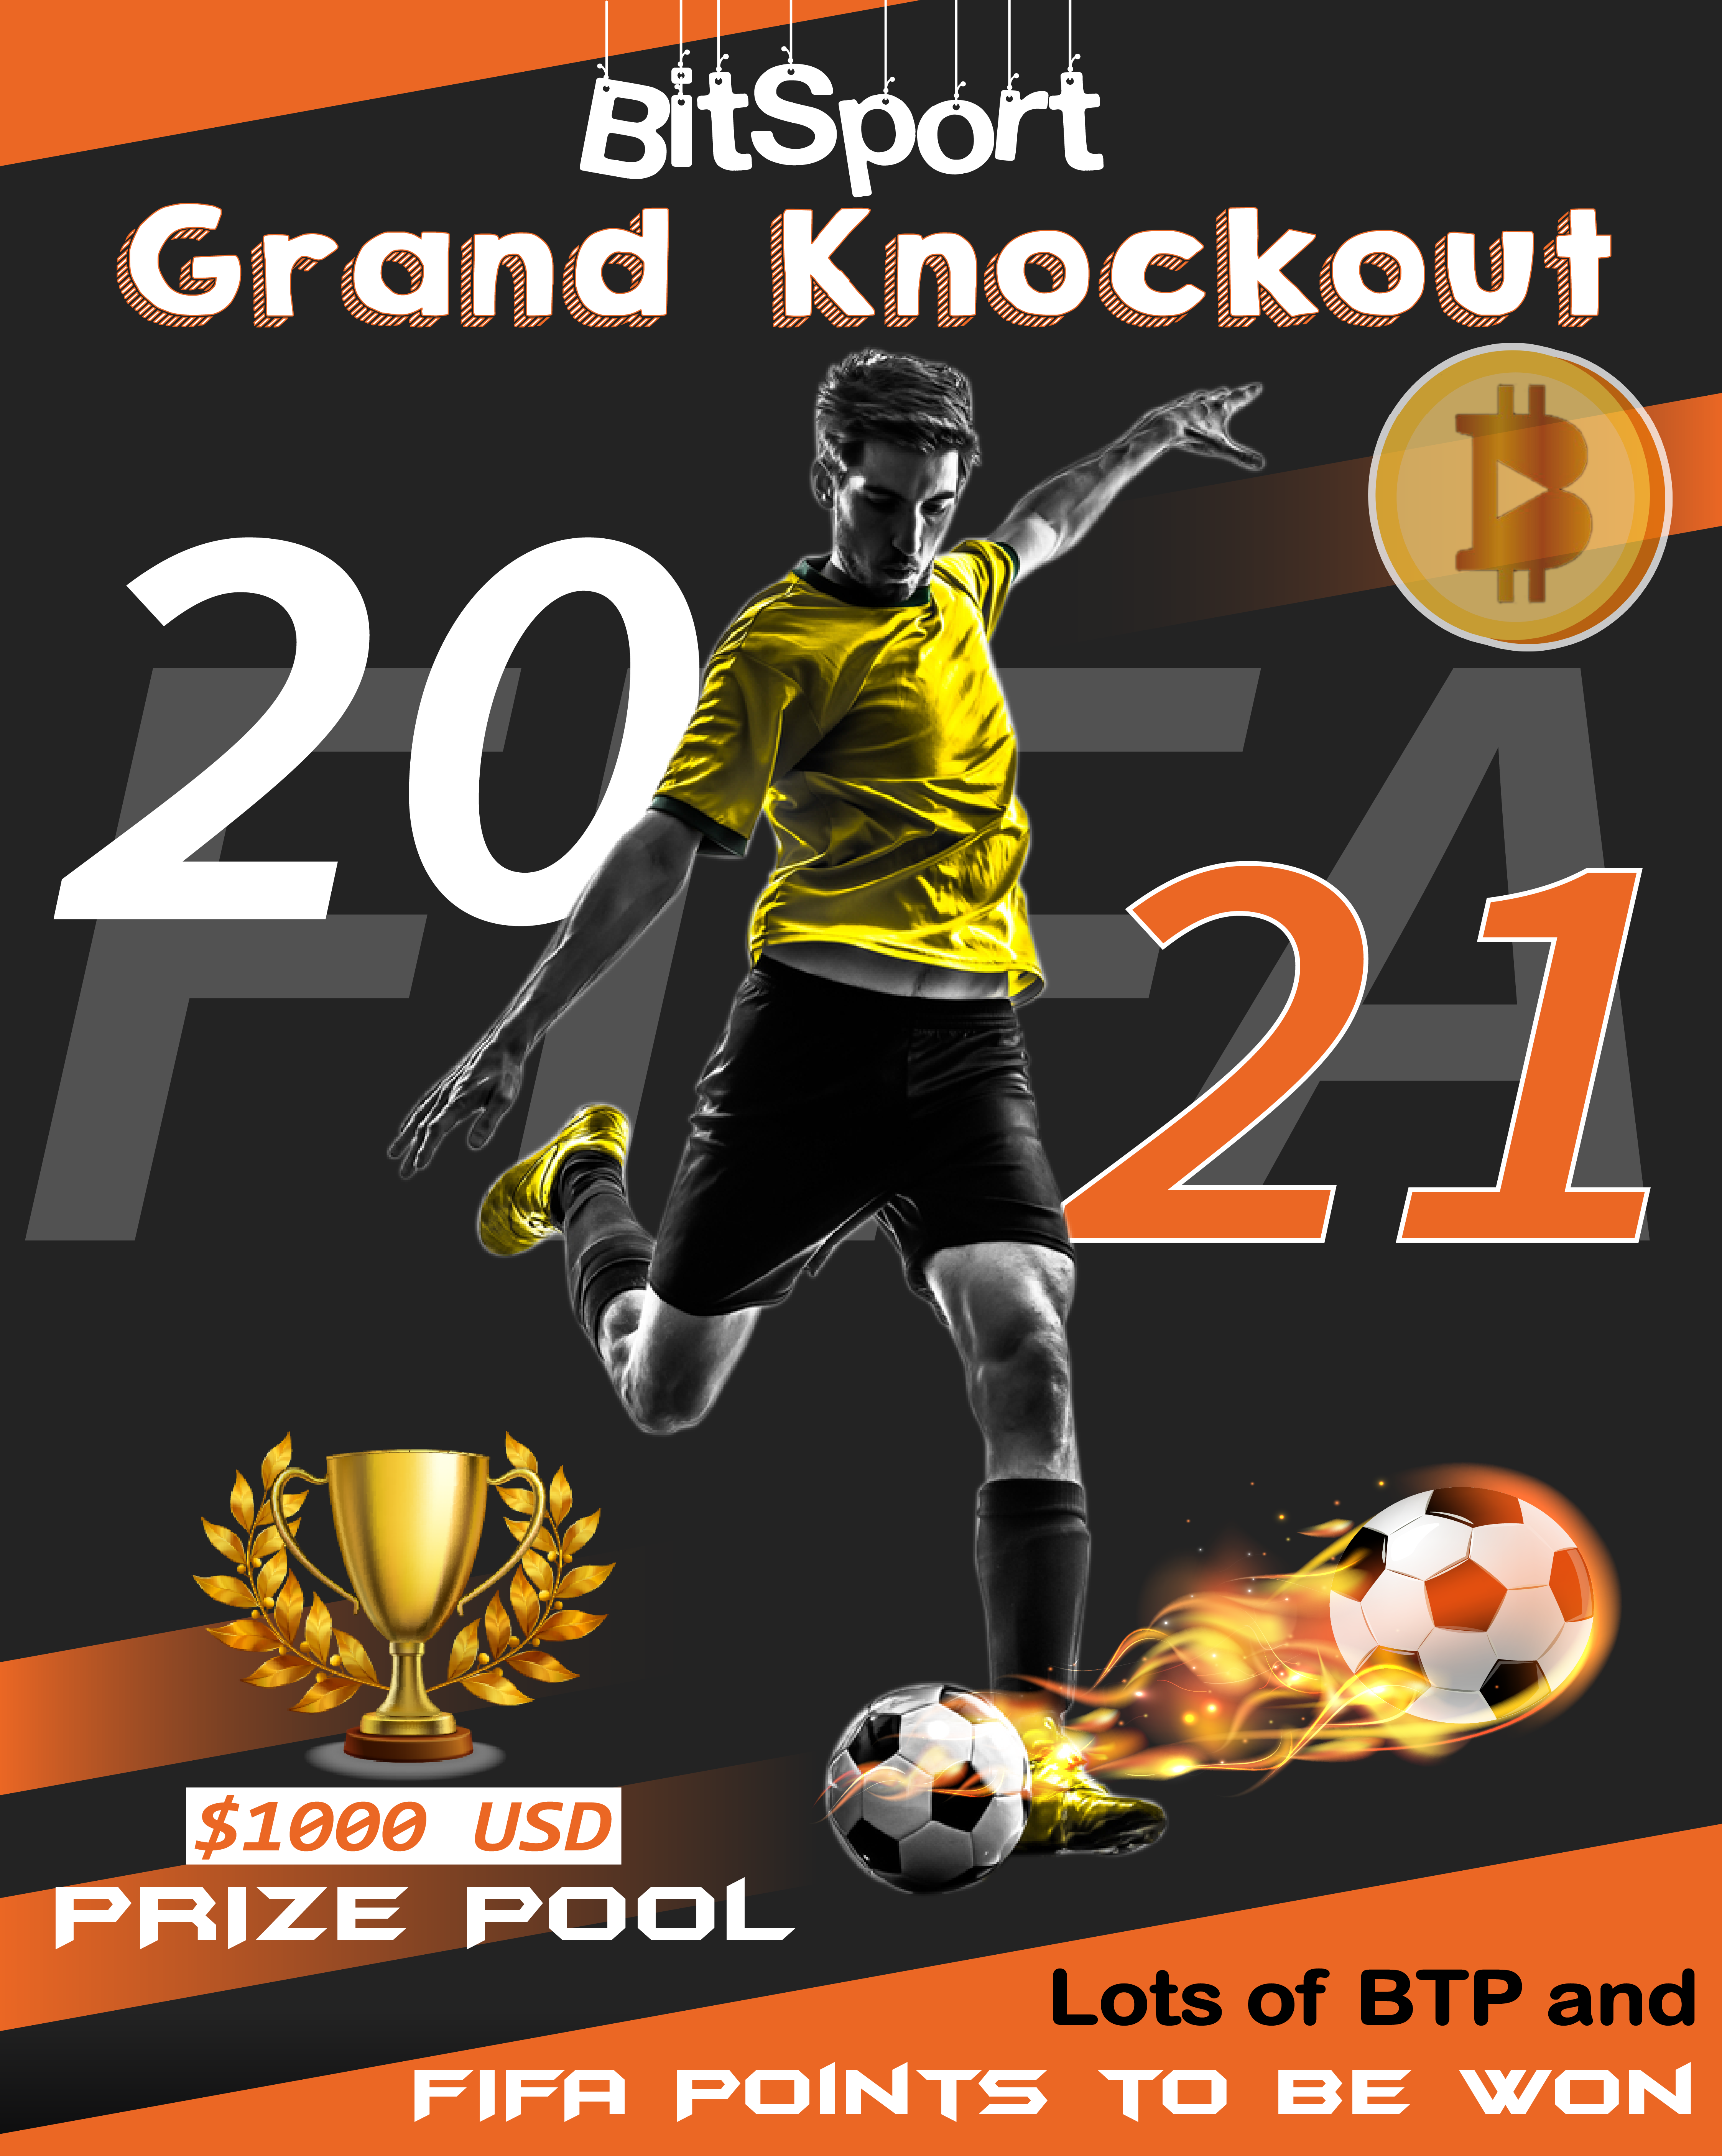 BitSport
Grand Knockout
20
FIFA
21
$1000 USD
PRIZE POOL
Lots of BTP and
FIFA POINTS TO BE WON